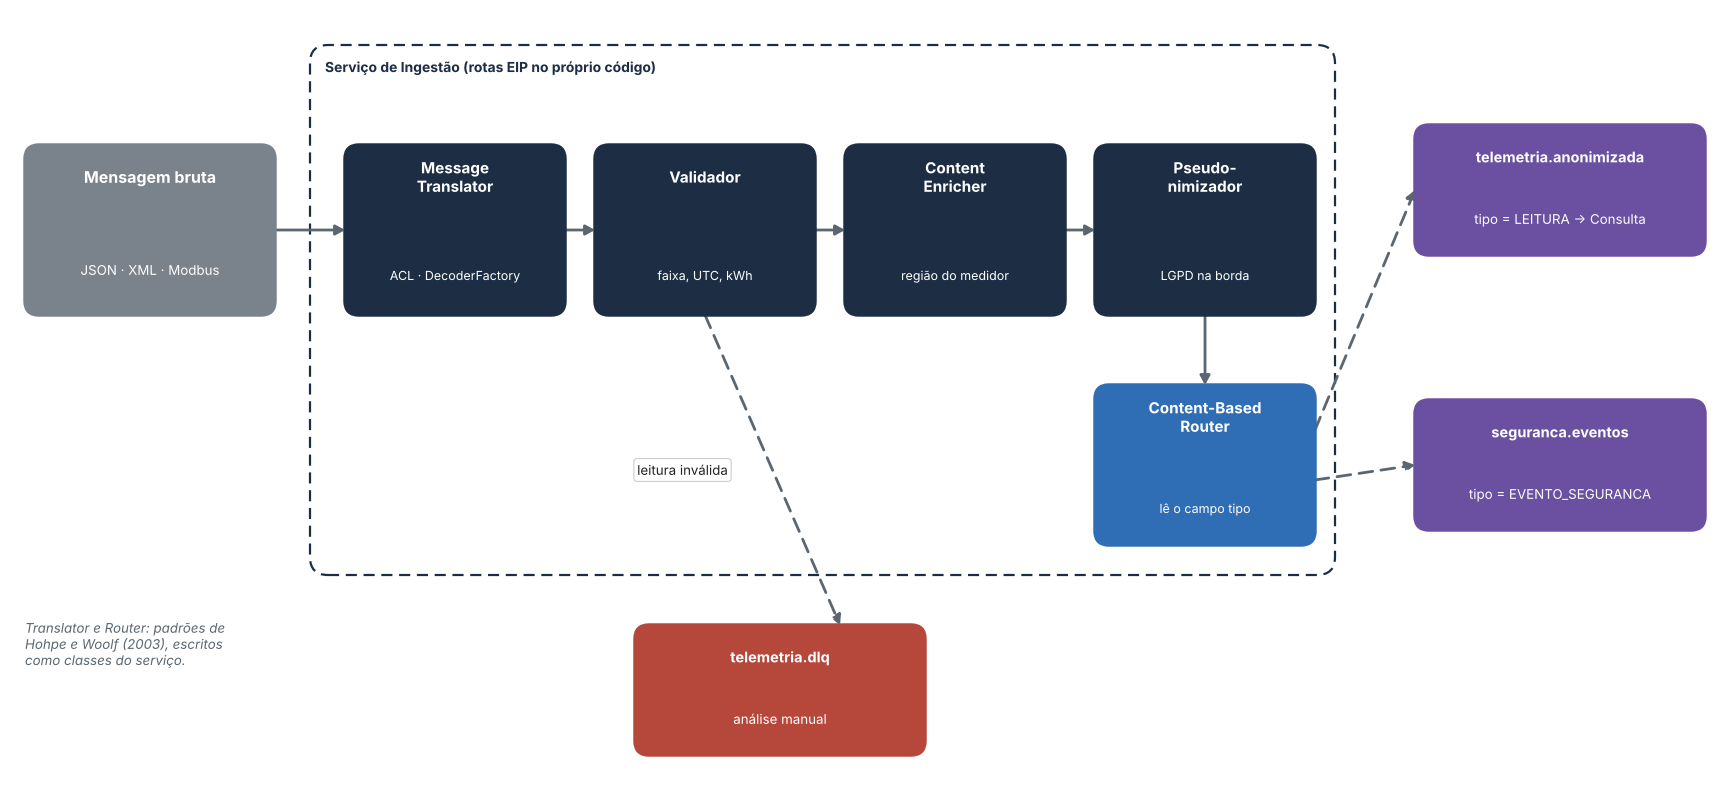 Serviço de Ingestão (rotas EIP no próprio código)
Mensagem bruta
JSON · XML · Modbus
Message
Translator
ACL · DecoderFactory
Validador
faixa, UTC, kWh
Content
Enricher
região do medidor
Pseudo-
nimizador
LGPD na borda
telemetria.anonimizada
tipo = LEITURA → Consulta
Content-Based
Router
lê o campo tipo
seguranca.eventos
tipo = EVENTO_SEGURANCA
leitura inválida
Translator e Router: padrões de
Hohpe e Woolf (2003), escritos
como classes do serviço.
telemetria.dlq
análise manual